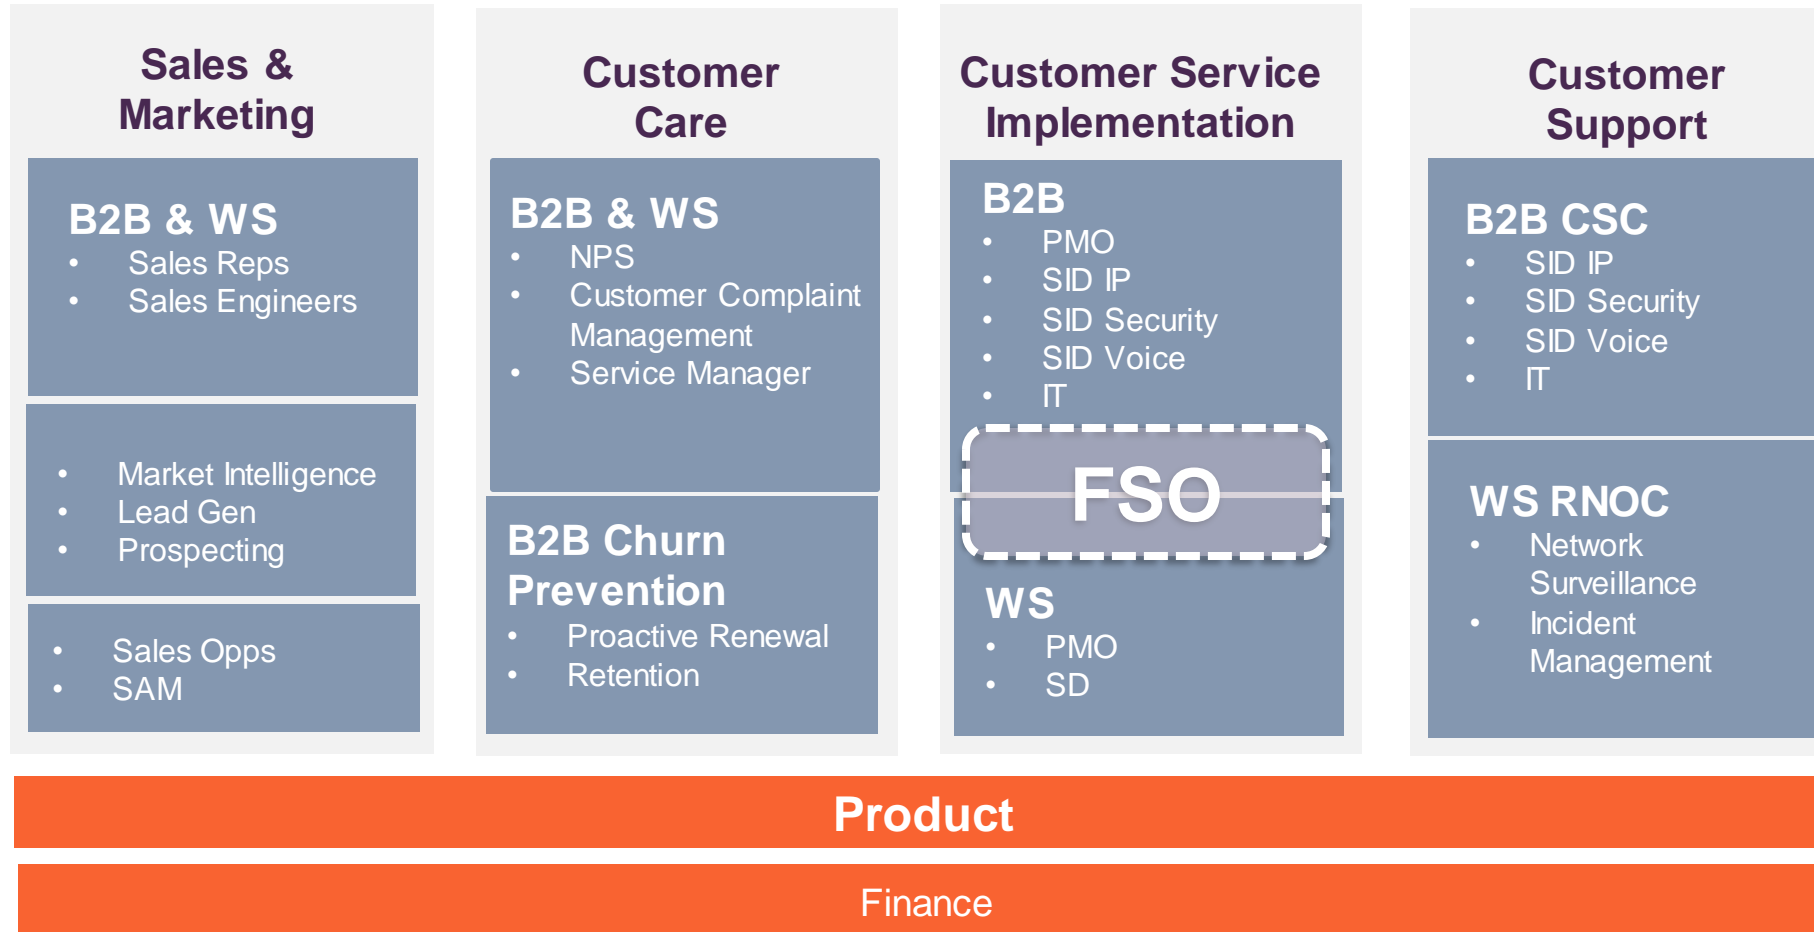 Sales &
Marketing
B2B & WS
• Sales Reps
• Sales Engineers
• Market Intelligence
• Lead Gen
• Prospecting
• Sales Opps
• SAM
Customer
Care
B2B & WS
• NPS
• Customer Complaint
Management
• Service Manager
B2B Churn
Prevention
• Proactive Renewal
• Retention
Customer Service
Implementation
B2B
• PMO
• SID IP
• SID Security
• SID Voice
• IT
FSO
WS
• PMO
• SD
Customer
Support
B2B CSC
• SID IP
• SID Security
• SID Voice
• IT
WS RNOC
• Network
Surveillance
• Incident
Management
Product
Finance